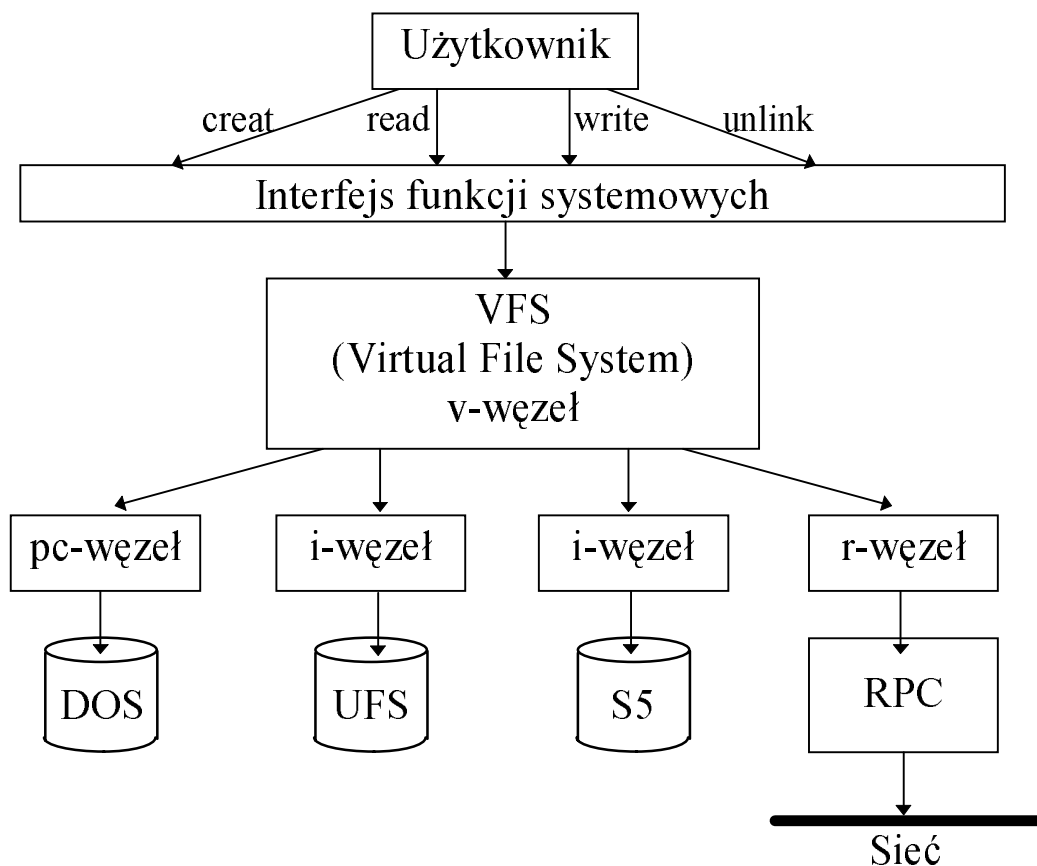 Użytkownik
creat read write unlink
Interfejs funkcji systemowych
VFS
(Virtual File System)
v-węzeł
pc-węzeł i-węzeł i-węzeł r-węzeł
DOS UFS S5 RPC
Sieć